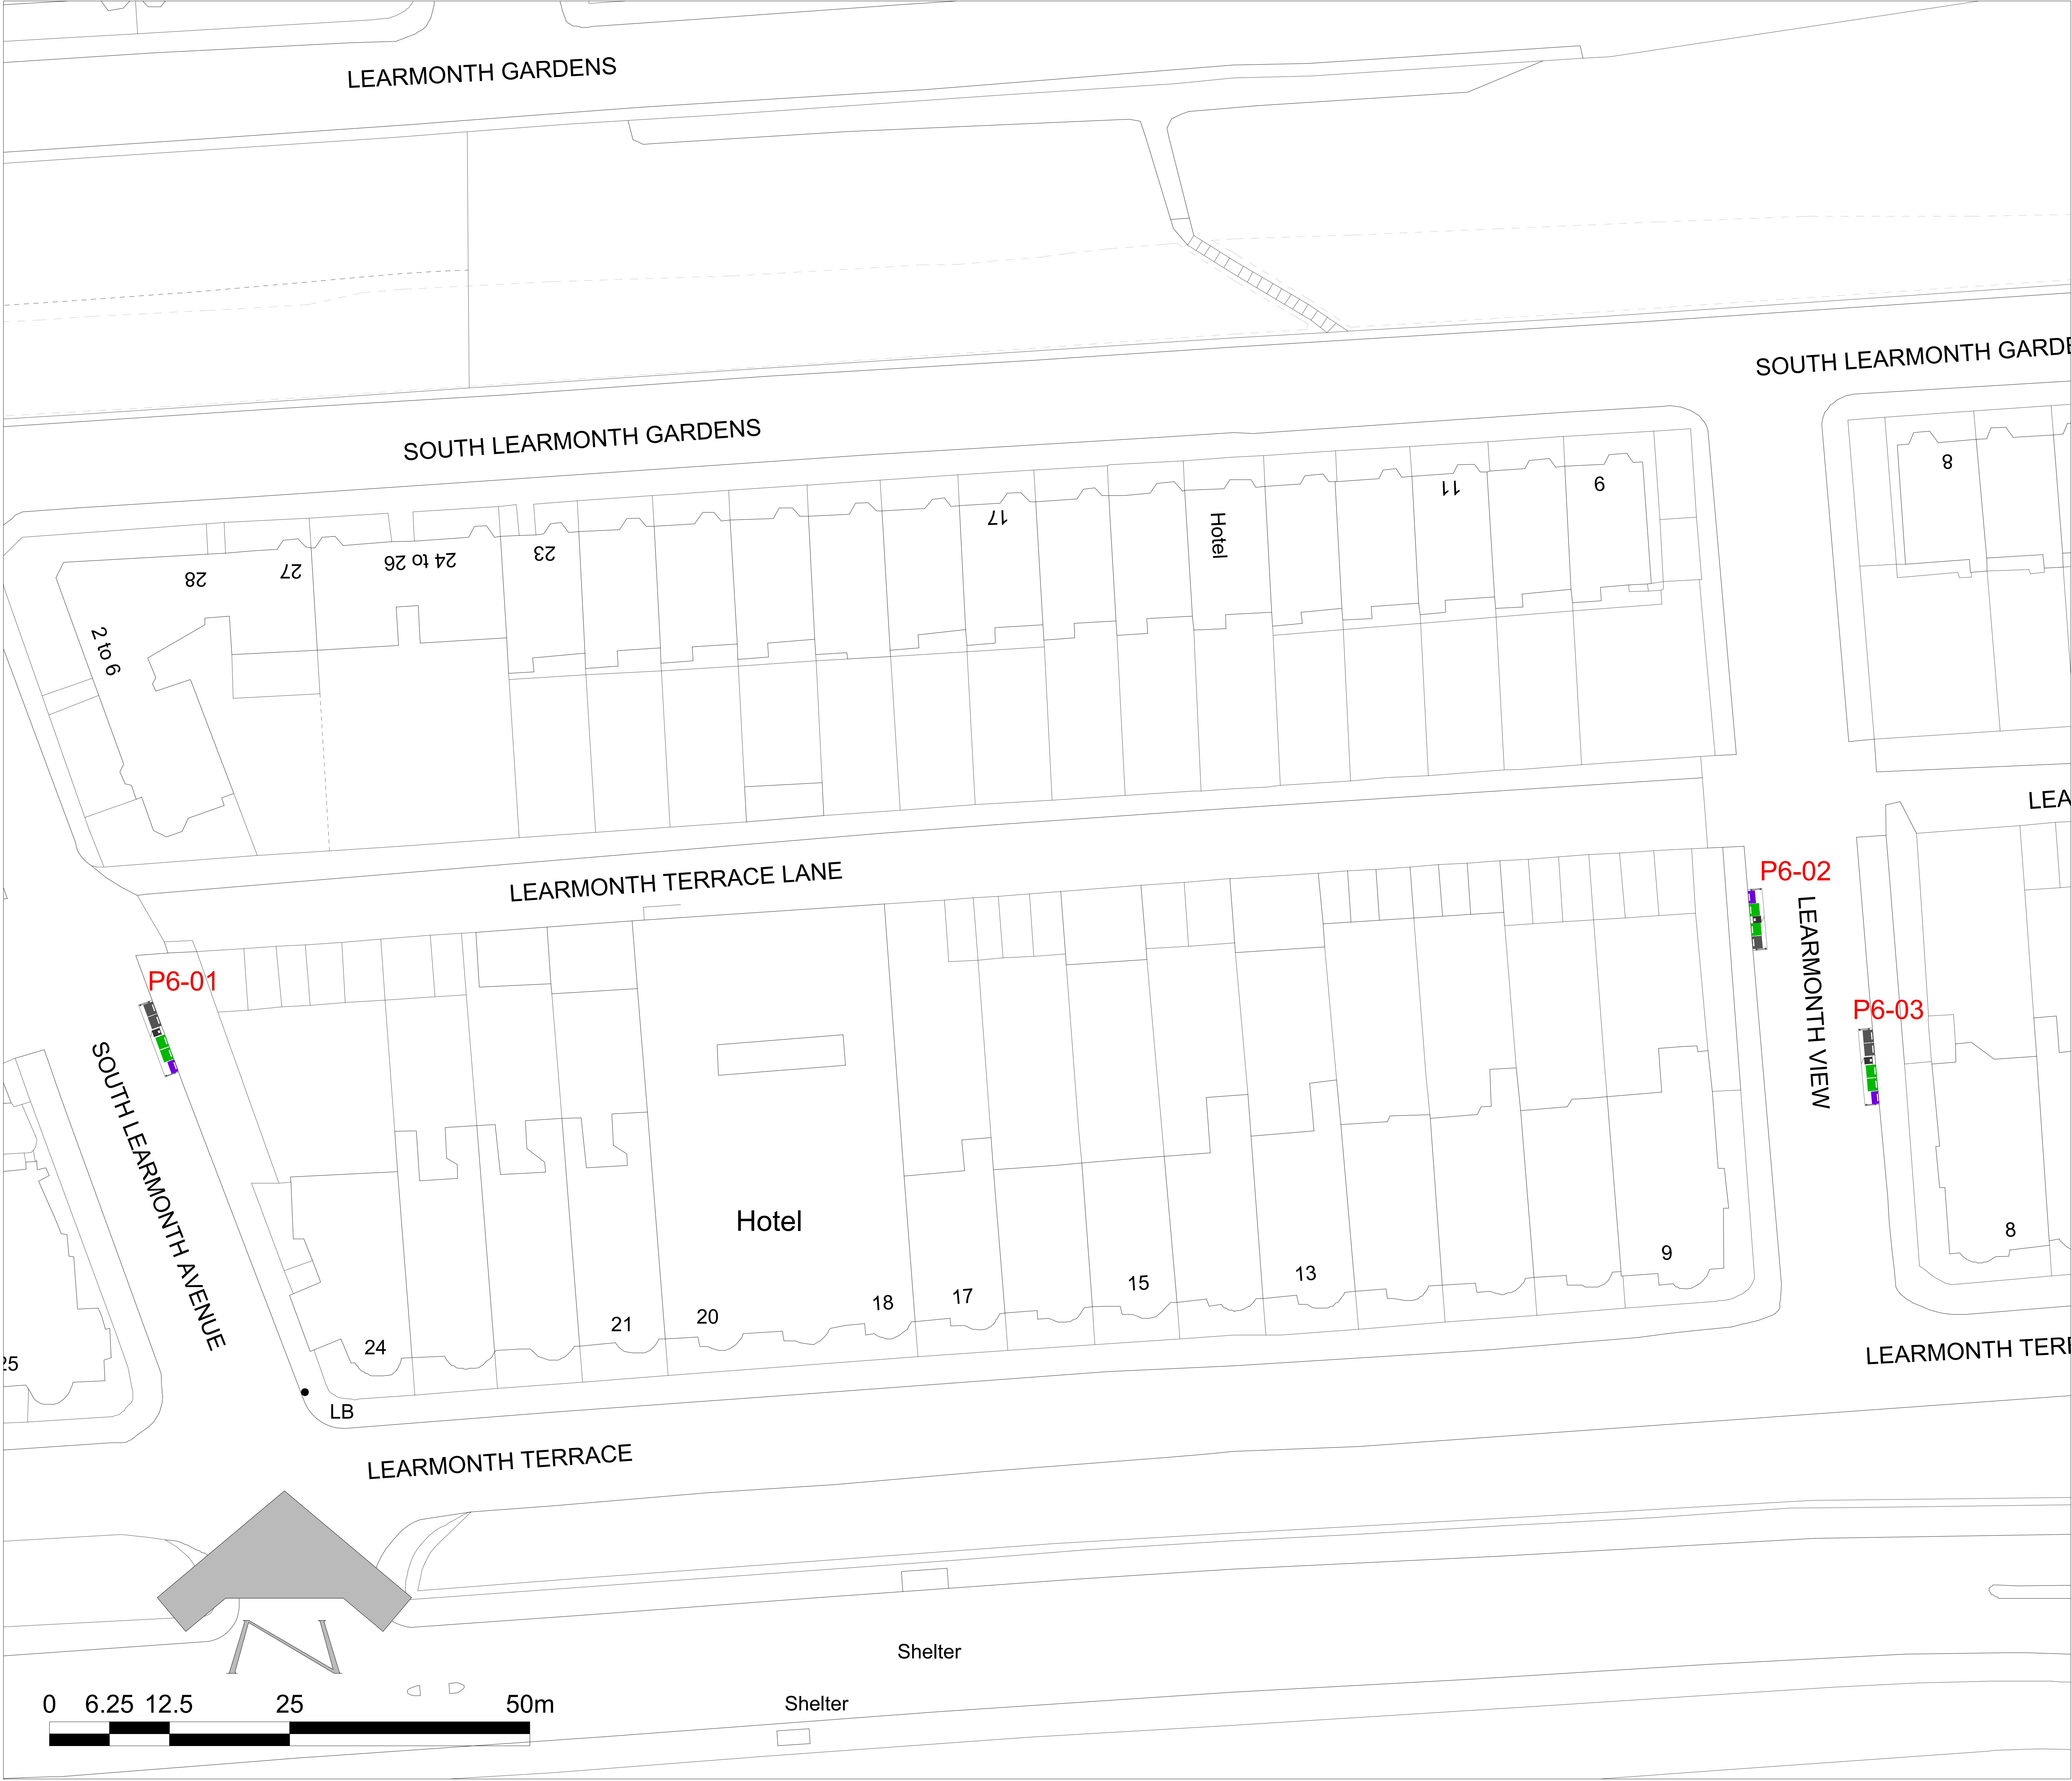 LEARMONTH GARDENS
SOUTH LEARMONTH GARDE
SOUTH LEARMONTH GARDENS
8
9
11
17
Hotel
23
24 to 26
27
28
2 to 6
LEA
LEARMONTH TERRACE LANE
P6-02
P6-01
P6-03
LEARMONTH VIEW
SOUTH LEARMONTH AVENUE
Hotel
8
9
13
15
17
18
20
21
24
25
LB
LEARMONTH TERR
LEARMONTH TERRACE
N
Shelter
Shelter
0 6.25 12.5 25 50m